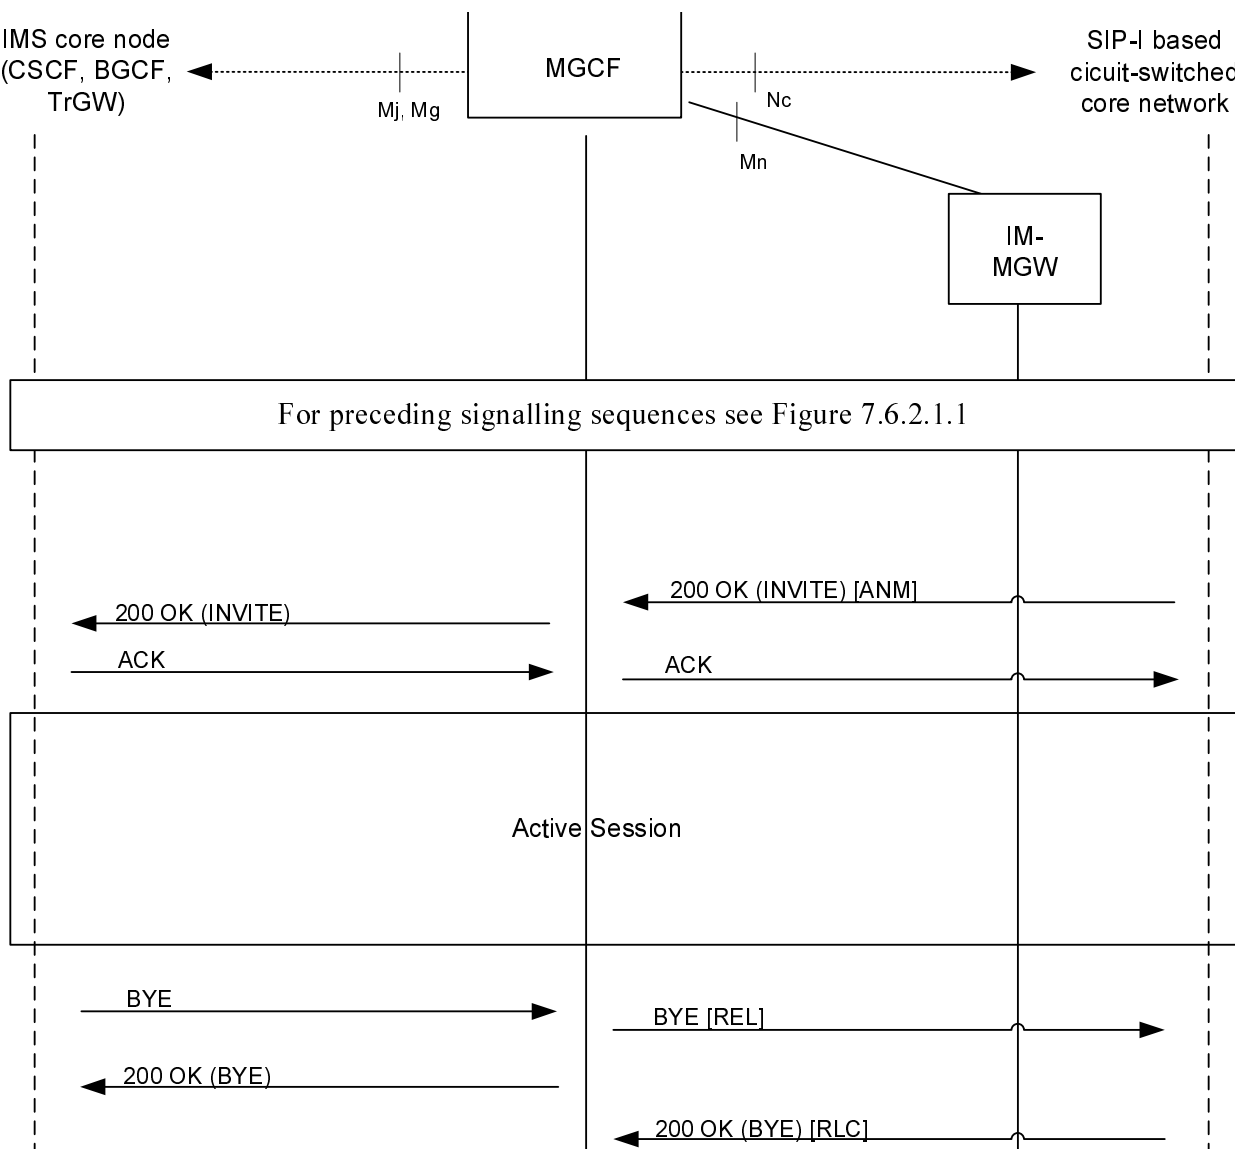 IMS core node
(CSCF, BGCF,
TrGW)
Mj, Mg
MGCF
Nc
Mn
SIP-I based
cicuit-switched
core network
IM-
MGW
For preceding signalling sequences see Figure 7.6.2.1.1
200 OK (INVITE) [ANM]
200 OK (INVITE)
ACK
ACK
Active Session
BYE
BYE [REL]
200 OK (BYE)
200 OK (BYE) [RLC]